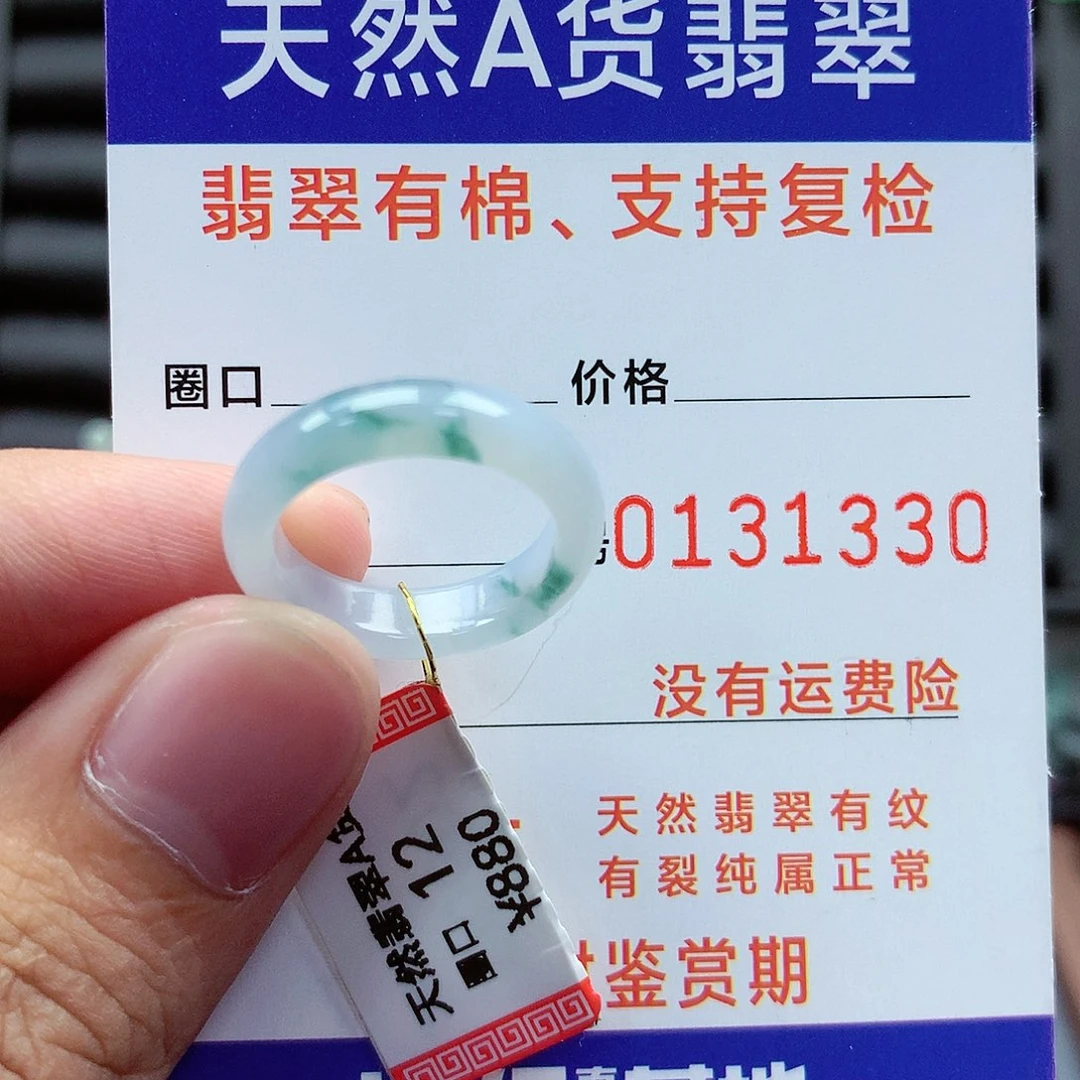 天然A货翡翠
翡翠有棉、支持复检
圈口 价格
0131330
没有运费险
天然翡翠有纹
有裂纯属正常
鉴赏期
天然翡翠A货
圈口 12
¥880